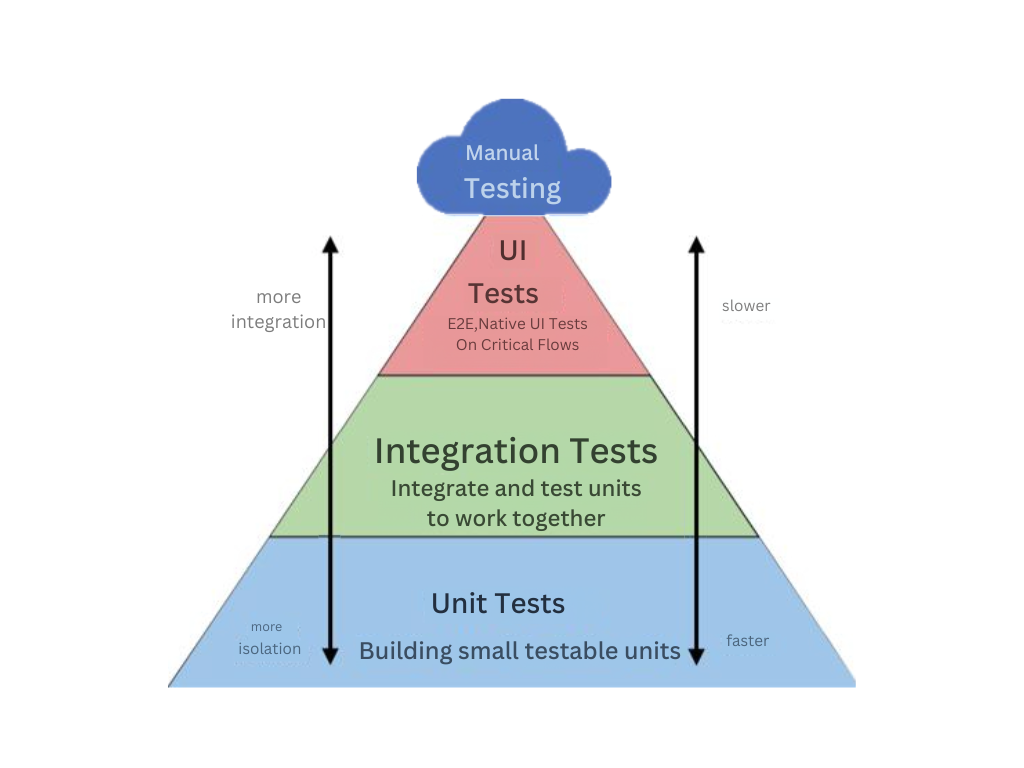 Manual
Testing
UI
Tests
E2E,Native UI Tests
On Critical Flows
more
integration
slower
Integration Tests
Integrate and test units
to work together
Unit Tests
Building small testable units
more
isolation
faster